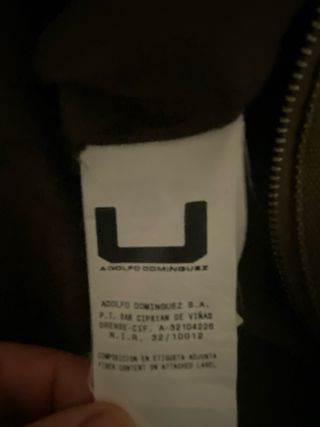 U
ADOLFO DOMINGUEZ
ADOLFO DOMINGUEZ S.A.
P.I. SAN CIPRIAN DE VIÑAS
ORENSE-CIF. A-32104226
N.I.R. 32/10012
COMPOSICION EN ETIQUETA ADJUNTA
FIBER CONTENT ON ATTACHED LABEL